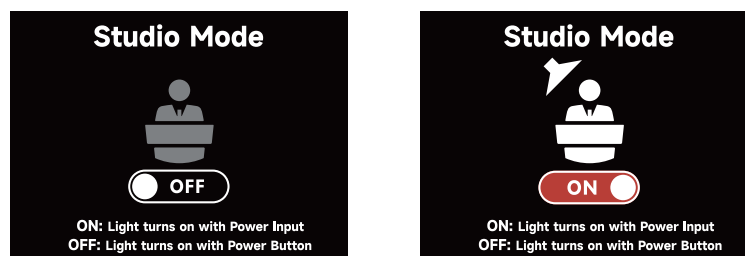 Studio Mode
OFF
ON: Light turns on with Power Input
OFF: Light turns on with Power Button
Studio Mode
ON
ON: Light turns on with Power Input
OFF: Light turns on with Power Button